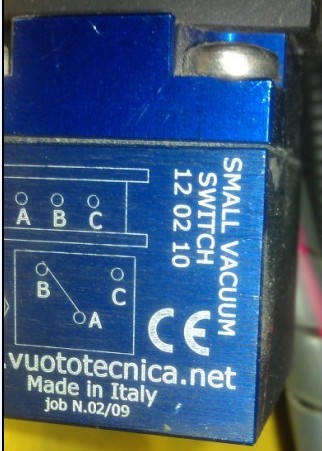 SMALL VACUUM
SWITCH
12 02 10
A B C
B
C
A
CE
.vuototecnica.net
Made in Italy
job N.02/09